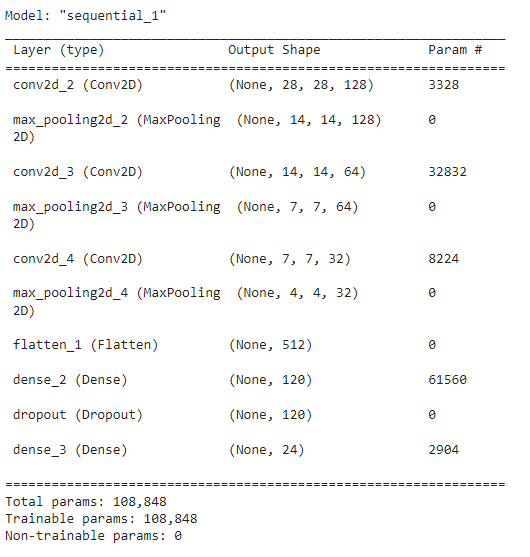 Model: "sequential_1"
_________________________________________________________________
Layer (type) Output Shape Param #
=================================================================
conv2d_2 (Conv2D) (None, 28, 28, 128) 3328
max_pooling2d_2 (MaxPooling (None, 14, 14, 128) 0
2D)
conv2d_3 (Conv2D) (None, 14, 14, 64) 32832
max_pooling2d_3 (MaxPooling (None, 7, 7, 64) 0
2D)
conv2d_4 (Conv2D) (None, 7, 7, 32) 8224
max_pooling2d_4 (MaxPooling (None, 4, 4, 32) 0
2D)
flatten_1 (Flatten) (None, 512) 0
dense_2 (Dense) (None, 120) 61560
dropout (Dropout) (None, 120) 0
dense_3 (Dense) (None, 24) 2904
=================================================================
Total params: 108,848
Trainable params: 108,848
Non-trainable params: 0